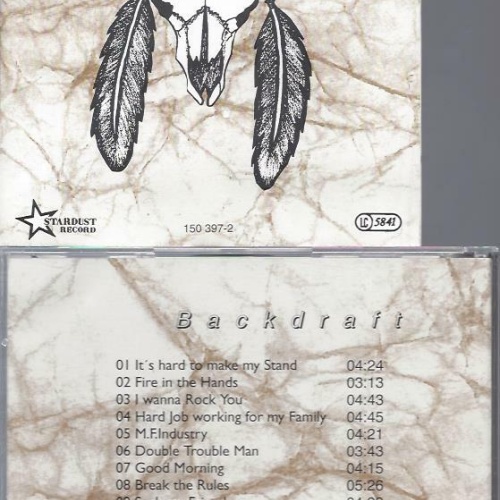 STARDUST
RECORD
150 397-2
LC 5841
Backdraft
01 It´s hard to make my Stand 04:24
02 Fire in the Hands 03:13
03 I wanna Rock You 04:43
04 Hard Job working for my Family 04:45
05 M.F.Industry 04:21
06 Double Trouble Man 03:43
07 Good Morning 04:15
08 Break the Rules 05:26